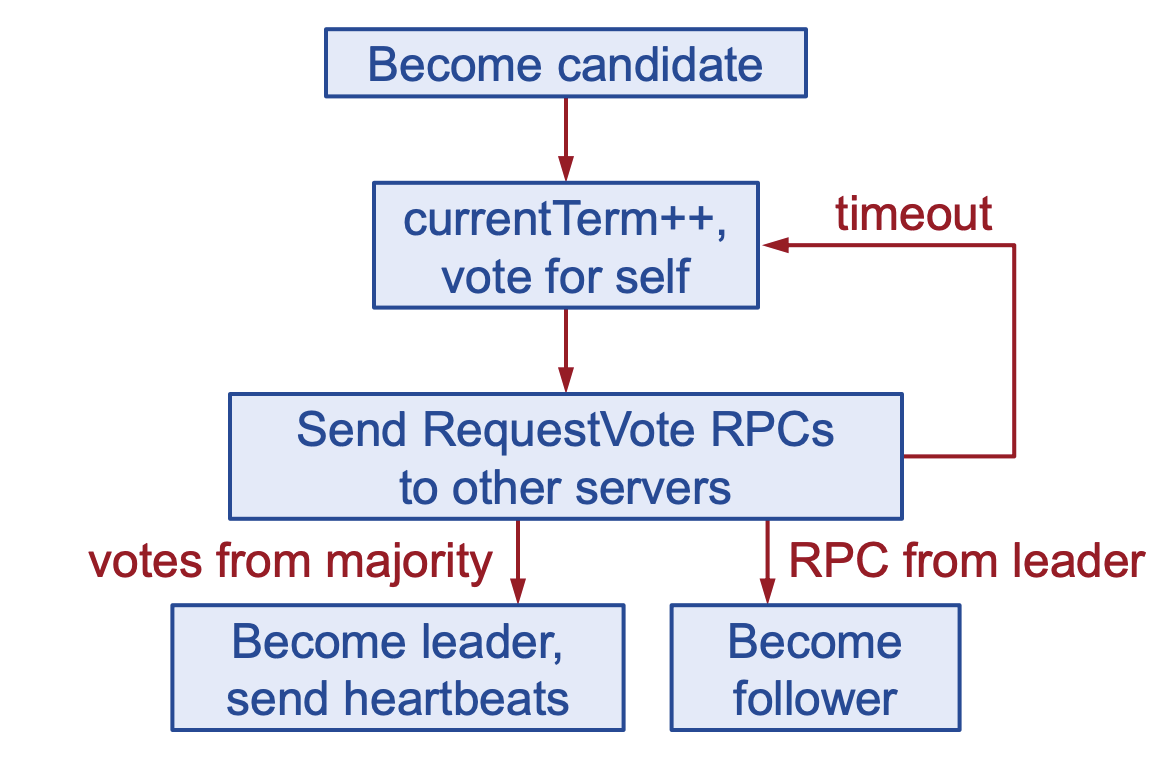 Become candidate
currentTerm++,
vote for self
timeout
Send RequestVote RPCs
to other servers
votes from majority
RPC from leader
Become leader,
send heartbeats
Become
follower